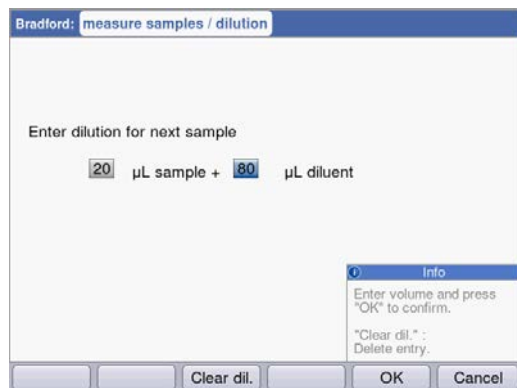 Bradford: measure samples / dilution
Enter dilution for next sample
20 µL sample + 80 µL diluent
i Info
Enter volume and press
"OK" to confirm.
"Clear dil." :
Delete entry.
Clear dil. OK Cancel